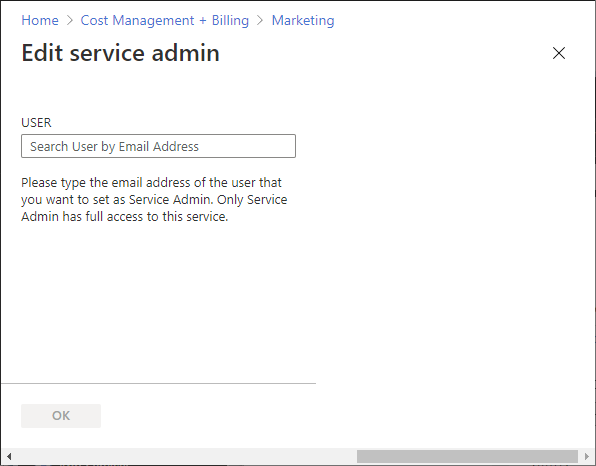 Home > Cost Management + Billing > Marketing
Edit service admin
USER
Search User by Email Address
Please type the email address of the user that
you want to set as Service Admin. Only Service
Admin has full access to this service.
OK